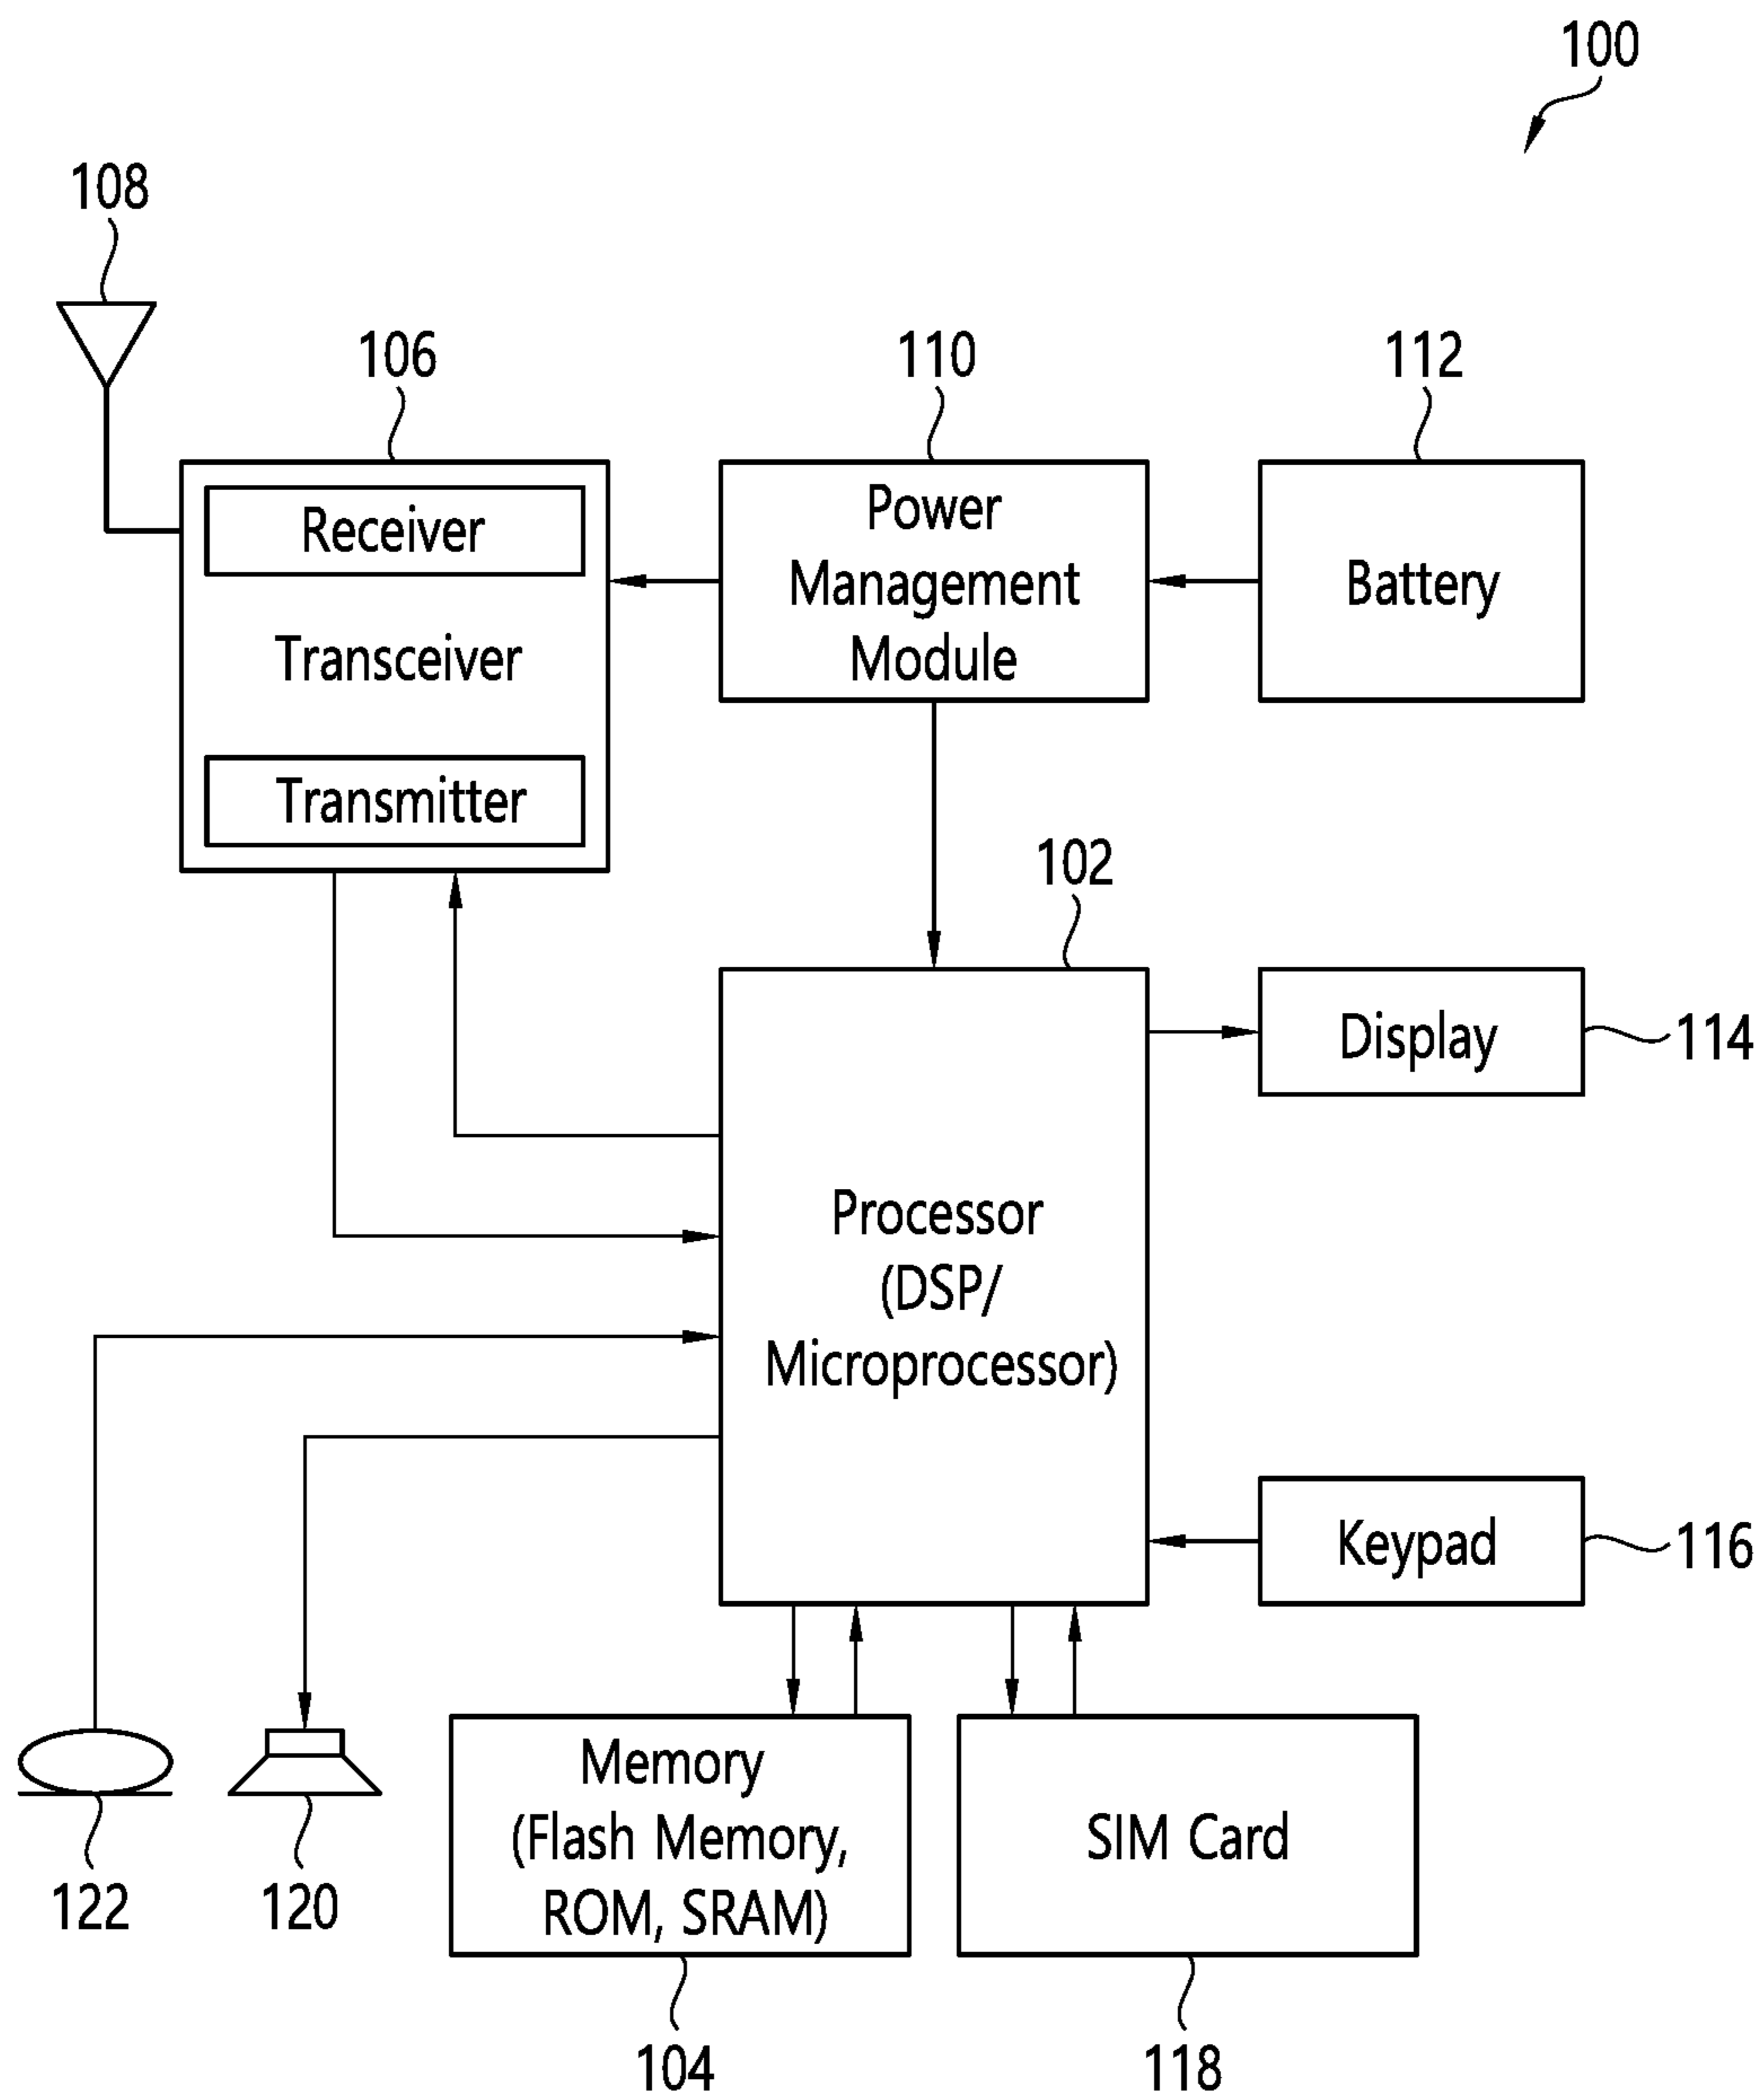 100
108
106
110
112
Receiver
Transceiver
Transmitter
Power
Management
Module
Battery
102
Display
114
Processor
(DSP/
Microprocessor)
Keypad
116
Memory
(Flash Memory,
ROM, SRAM)
SIM Card
122
120
104
118